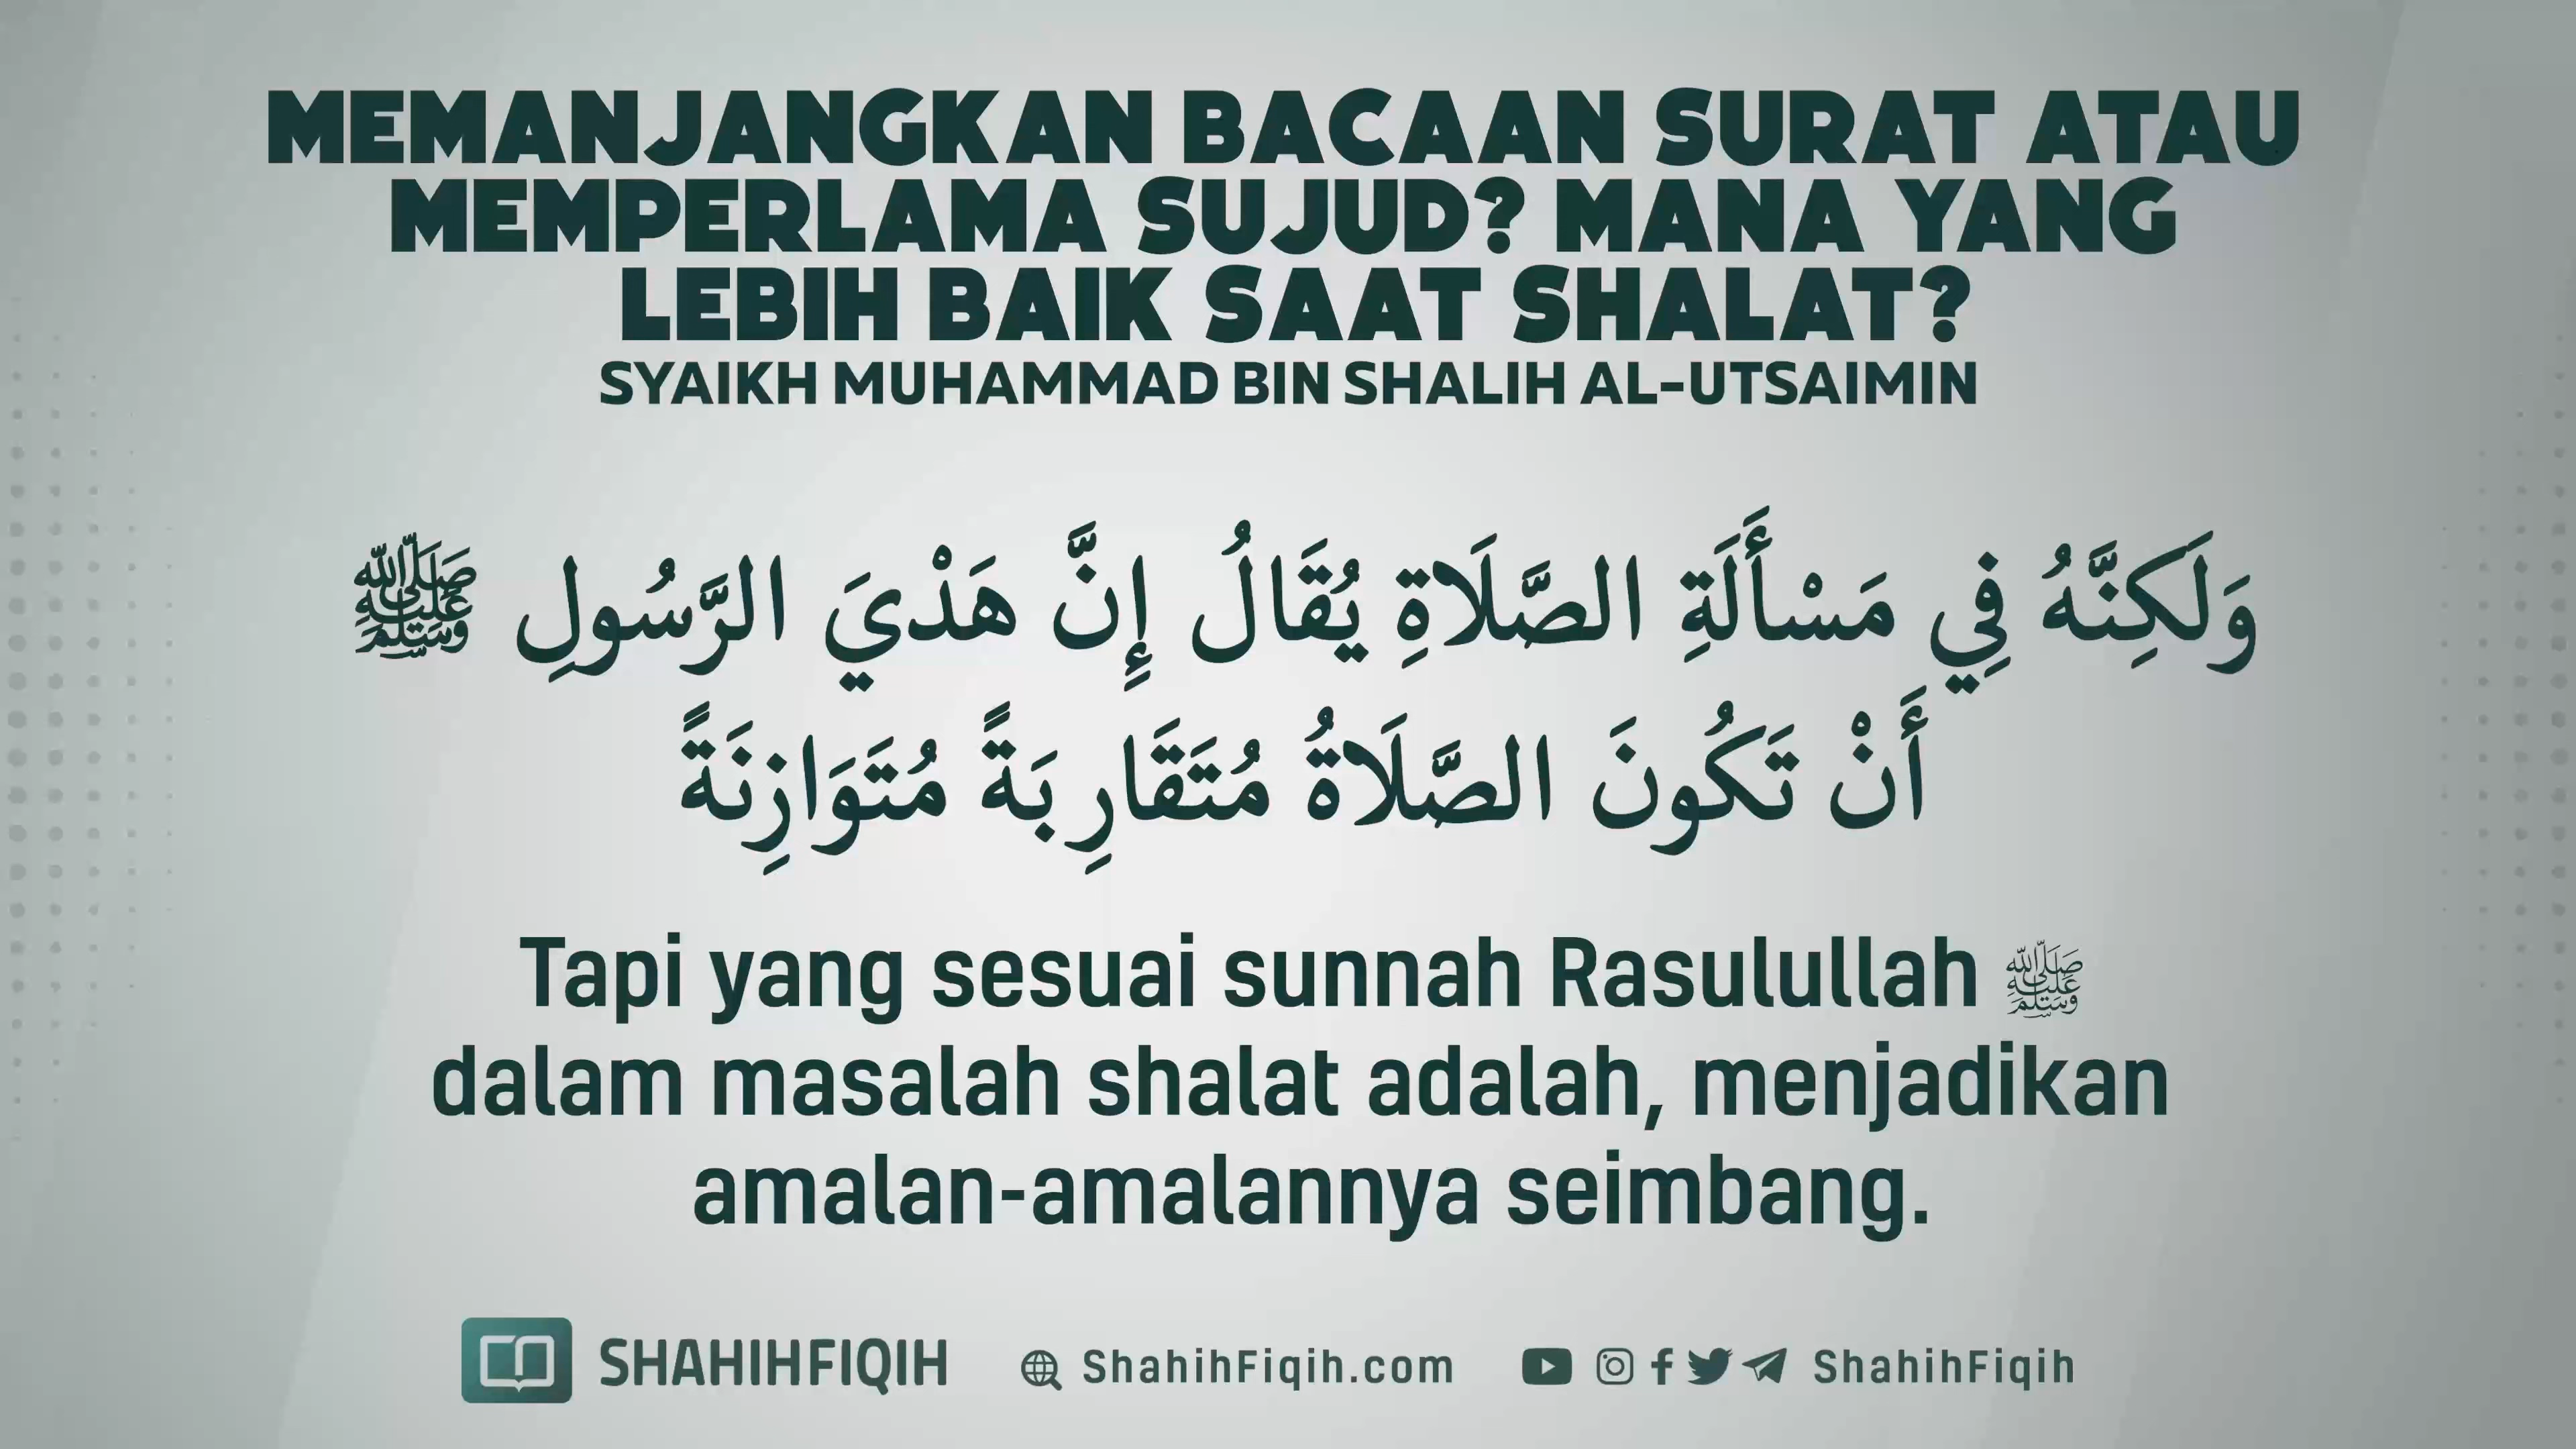 MEMANJANGKAN BACAAN SURAT ATAU
MEMPERLAMA SUJUD? MANA YANG
LEBIH BAIK SAAT SHALAT?
SYAIKH MUHAMMAD BIN SHALIH AL-UTSAIMIN
وَلَكِنَّهُ فِي مَسْأَلَةِ الصَّلَاةِ يُقَالُ إِنَّ هَدْيَ الرَّسُولِ ﷺ
أَنْ تَكُونَ الصَّلَاةُ مُتَقَارِبَةً مُتَوَازِنَةً
Tapi yang sesuai sunnah Rasulullah ﷺ
dalam masalah shalat adalah, menjadikan
amalan-amalannya seimbang.
SHAHIHFIQIH ShahihFiqih.com ShahihFiqih